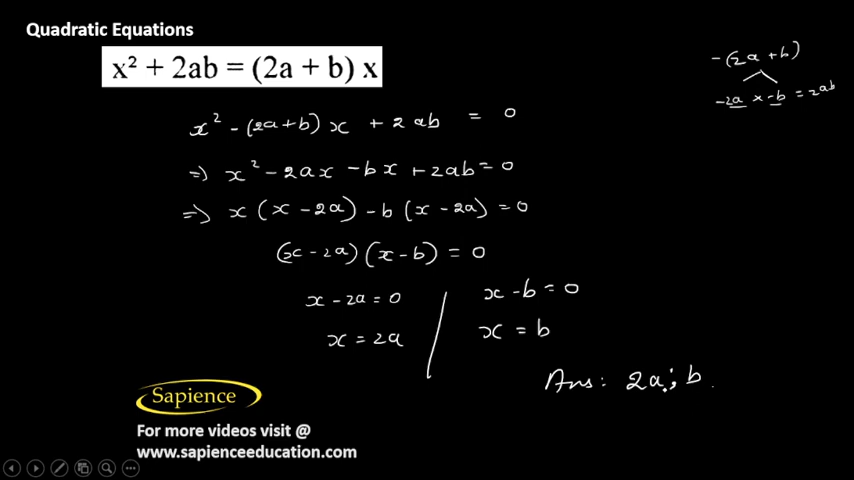 Quadratic Equations
x² + 2ab = (2a + b) x
-(2a + b)
-2a x -b = 2ab
x² - (2a+b) x + 2ab = 0
⇒ x² - 2ax - bx + 2ab = 0
⇒ x (x - 2a) - b (x - 2a) = 0
(x - 2a) (x - b) = 0
x - 2a = 0
x = 2a
x - b = 0
x = b
Ans: 2a ; b .
Sapience
For more videos visit @
www.sapienceeducation.com